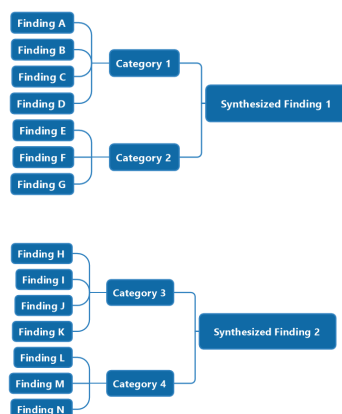 Finding A
Finding B
Finding C
Finding D
Category 1
Finding E
Finding F
Finding G
Category 2
Synthesized Finding 1
Finding H
Finding I
Finding J
Finding K
Category 3
Finding L
Finding M
Finding N
Category 4
Synthesized Finding 2